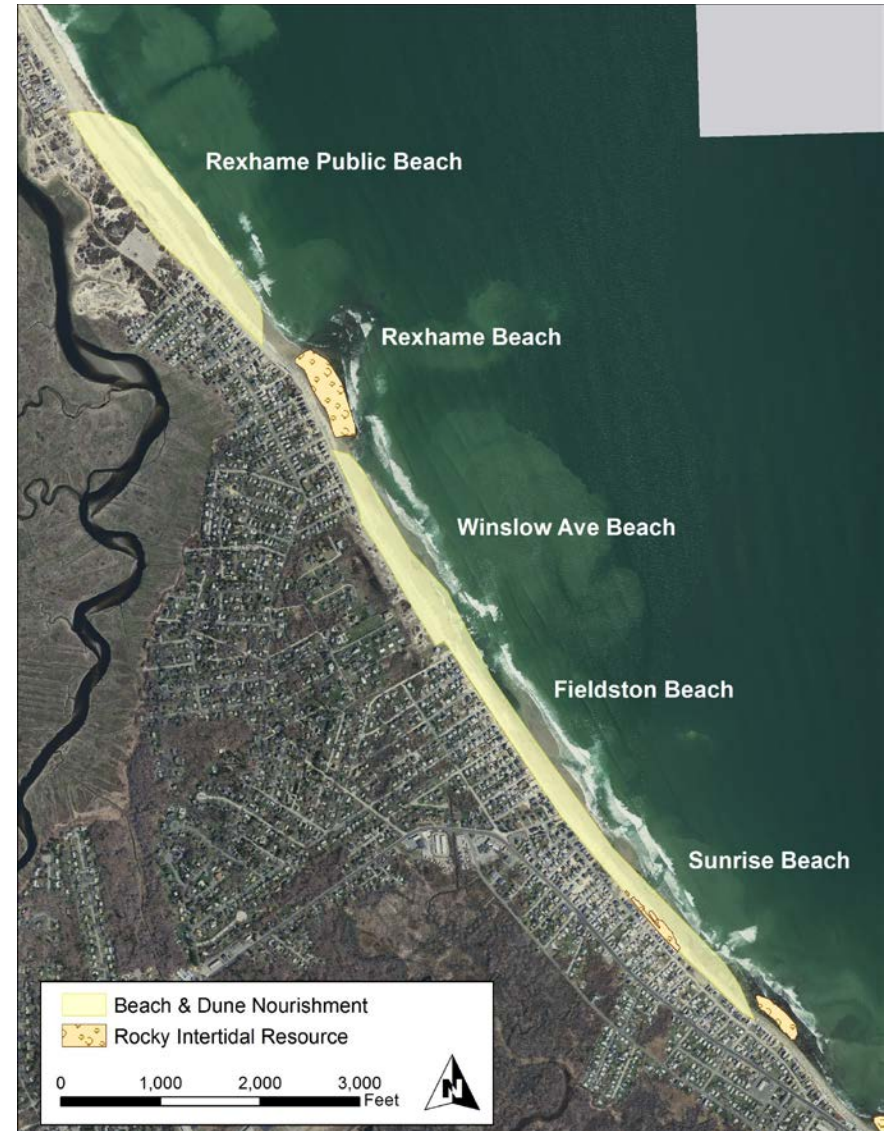 Rexhame Public Beach
Rexhame Beach
Winslow Ave Beach
Fieldston Beach
Sunrise Beach
Beach & Dune Nourishment
Rocky Intertidal Resource
0 1,000 2,000 3,000
Feet
N